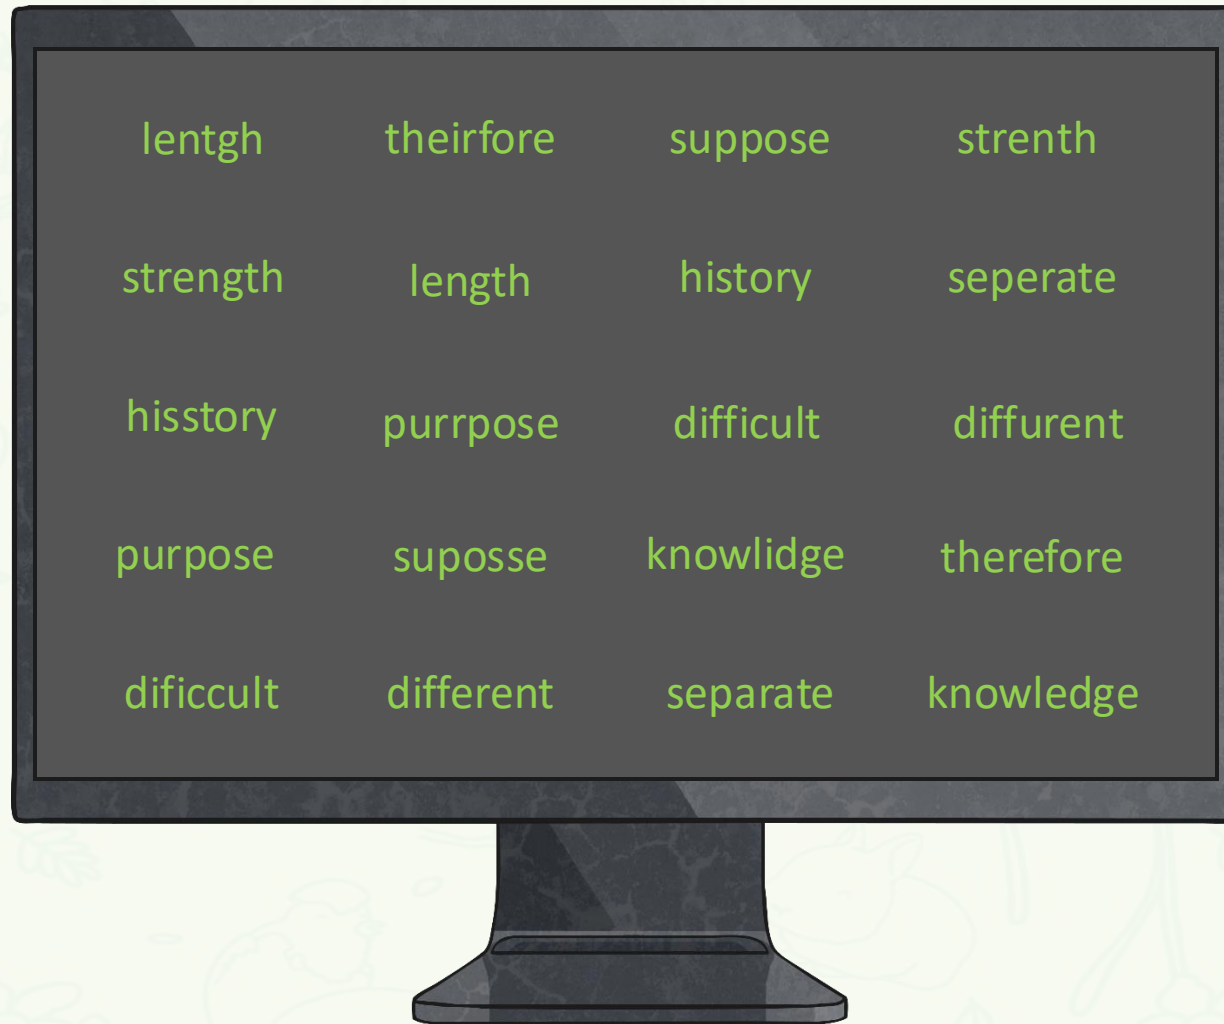 lentgh theirfore suppose strenth
strength length history seperate
hisstory purrpose difficult diffurent
purpose suposse knowlidge therefore
dificcult different separate knowledge